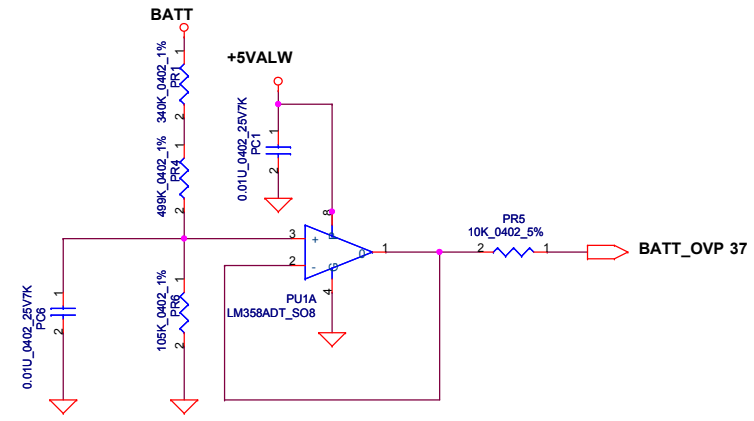 BATT
+5VALW
1
340K_0402_1%
PR1
2
1
499K_0402_1%
PR4
2
0.01U_0402_25V7K
PC1
1
2
8
P
3
+
2
-
G
O
1
4
PU1A
LM358ADT_SO8
PR5
10K_0402_5%
2
1
BATT_OVP 37
0.01U_0402_25V7K
PC6
1
2
1
105K_0402_1%
PR6
2